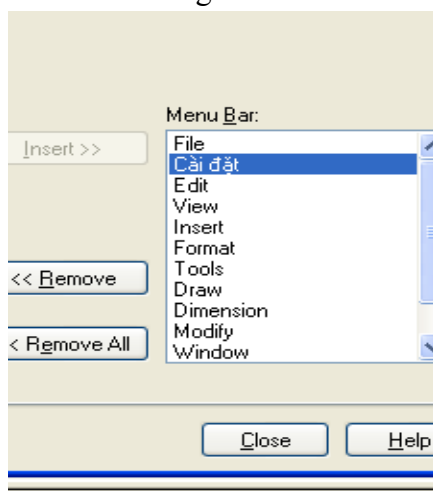 Menu Bar:
Insert >>
File
Cài đặt
Edit
View
Insert
Format
Tools
<< Remove
Draw
Dimension
Modify
< Remove All
Window
Close
Help